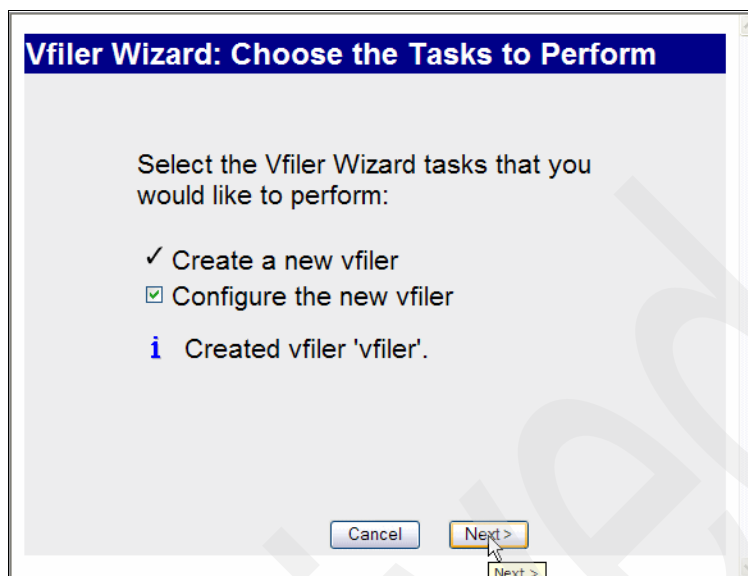 Vfiler Wizard: Choose the Tasks to Perform
Select the Vfiler Wizard tasks that you
would like to perform:
✓ Create a new vfiler
Configure the new vfiler
i Created vfiler 'vfiler'.
Cancel
Next >
Next >